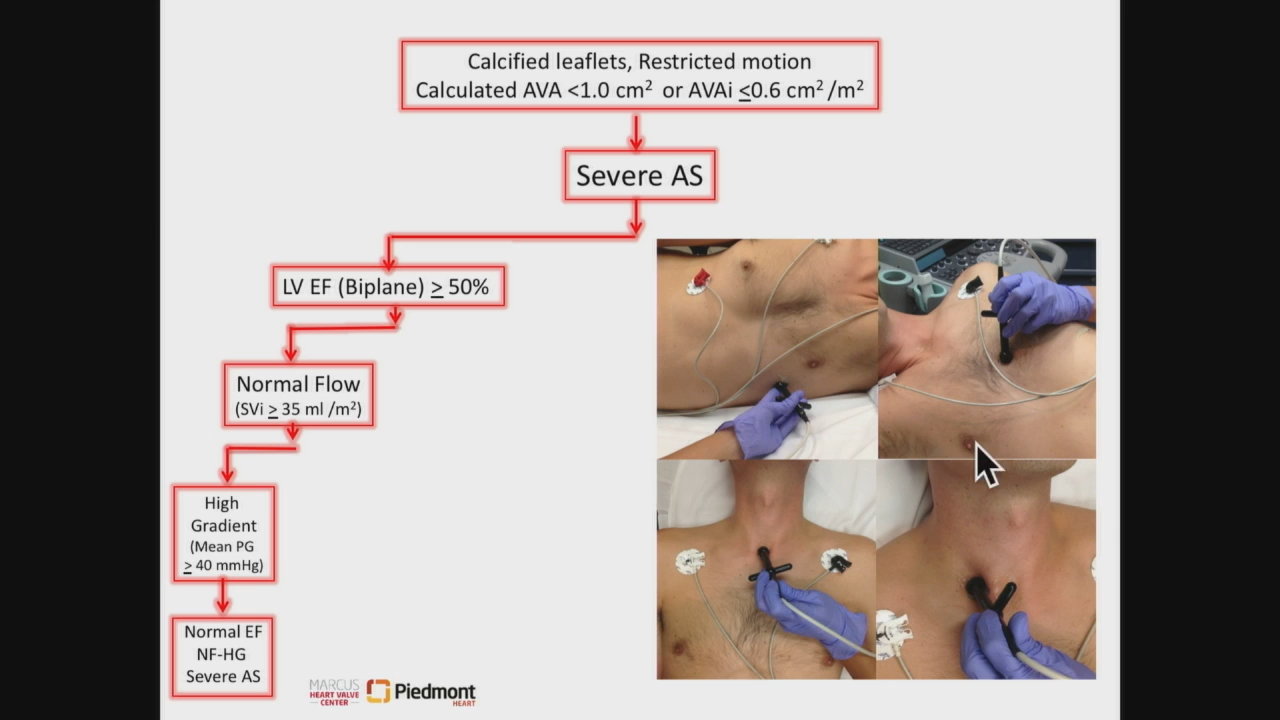 Calcified leaflets, Restricted motion
Calculated AVA <1.0 cm² or AVAi ≤0.6 cm²/m²
Severe AS
LV EF (Biplane) ≥ 50%
Normal Flow
(SVi ≥ 35 ml /m²)
High
Gradient
(Mean PG
≥ 40 mmHg)
Normal EF
NF-HG
Severe AS
MARCUS
HEART VALVE
CENTER
Piedmont
HEART